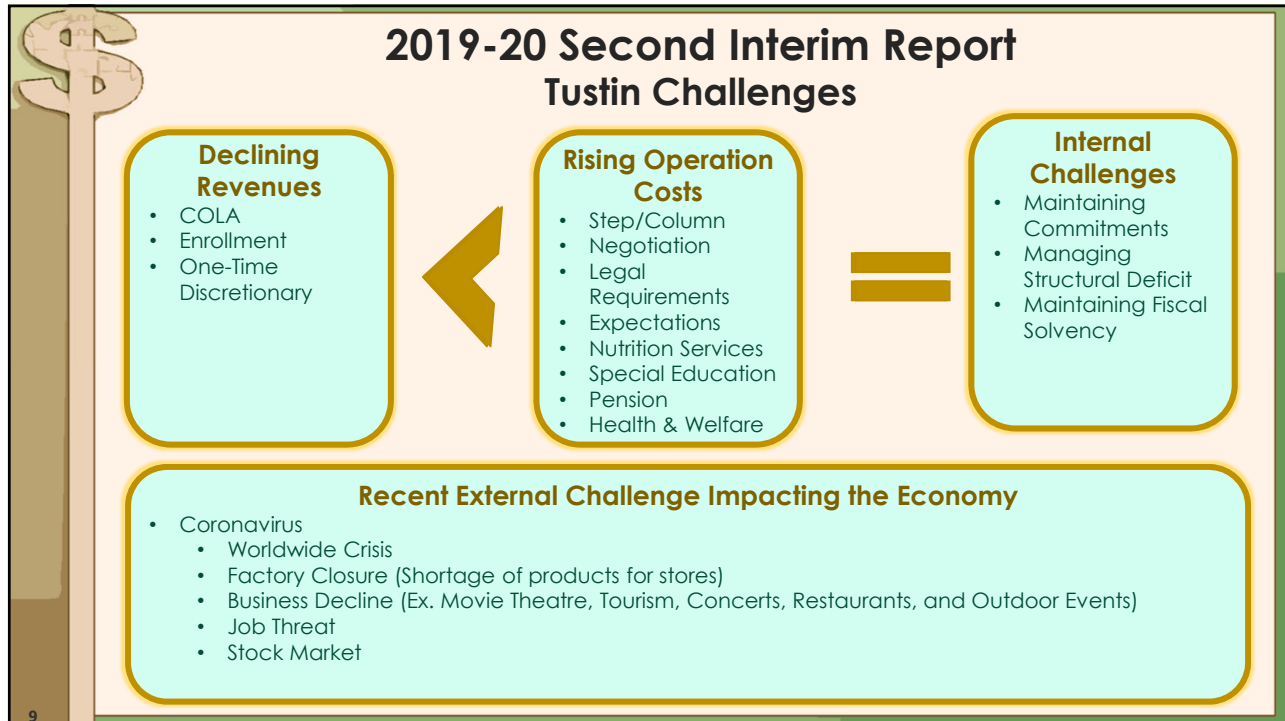 2019-20 Second Interim Report
Tustin Challenges
Declining
Revenues
• COLA
• Enrollment
• One-Time
Discretionary
Rising Operation
Costs
• Step/Column
• Negotiation
• Legal
Requirements
• Expectations
• Nutrition Services
• Special Education
• Pension
• Health & Welfare
Internal
Challenges
• Maintaining
Commitments
• Managing
Structural Deficit
• Maintaining Fiscal
Solvency
Recent External Challenge Impacting the Economy
• Coronavirus
• Worldwide Crisis
• Factory Closure (Shortage of products for stores)
• Business Decline (Ex. Movie Theatre, Tourism, Concerts, Restaurants, and Outdoor Events)
• Job Threat
• Stock Market
9